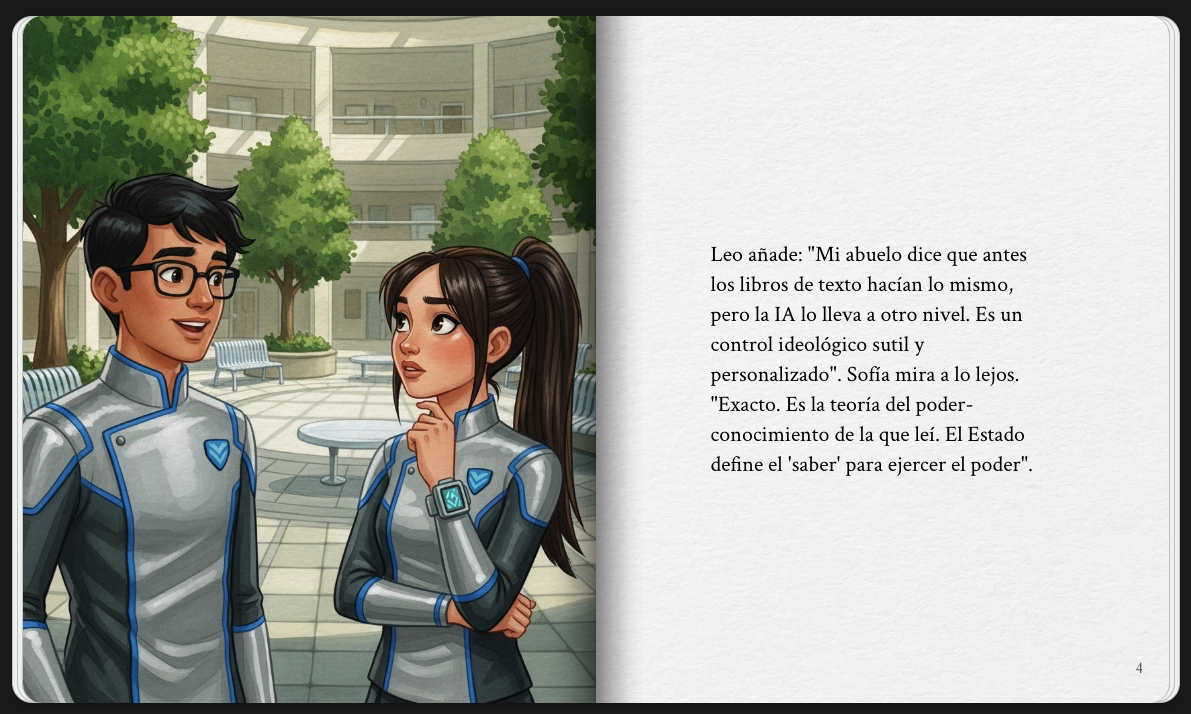 Leo añade: "Mi abuelo dice que antes
los libros de texto hacían lo mismo,
pero la IA lo lleva a otro nivel. Es un
control ideológico sutil y
personalizado". Sofía mira a lo lejos.
"Exacto. Es la teoría del poder-
conocimiento de la que leí. El Estado
define el 'saber' para ejercer el poder".
4